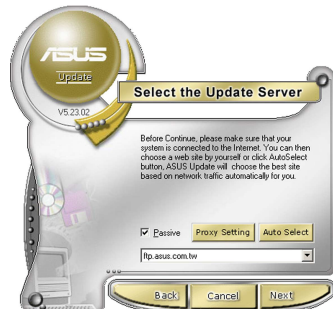 ASUS
Update
V5.23.02
Select the Update Server
Before Continue, please make sure that your
system is connected to the Internet. You can then
choose a web site by yourself or click AutoSelect
button, ASUS Update will choose the best site
based on network traffic automatically for you.
Passive
Proxy Setting
Auto Select
ftp.asus.com.tw
Back
Cancel
Next